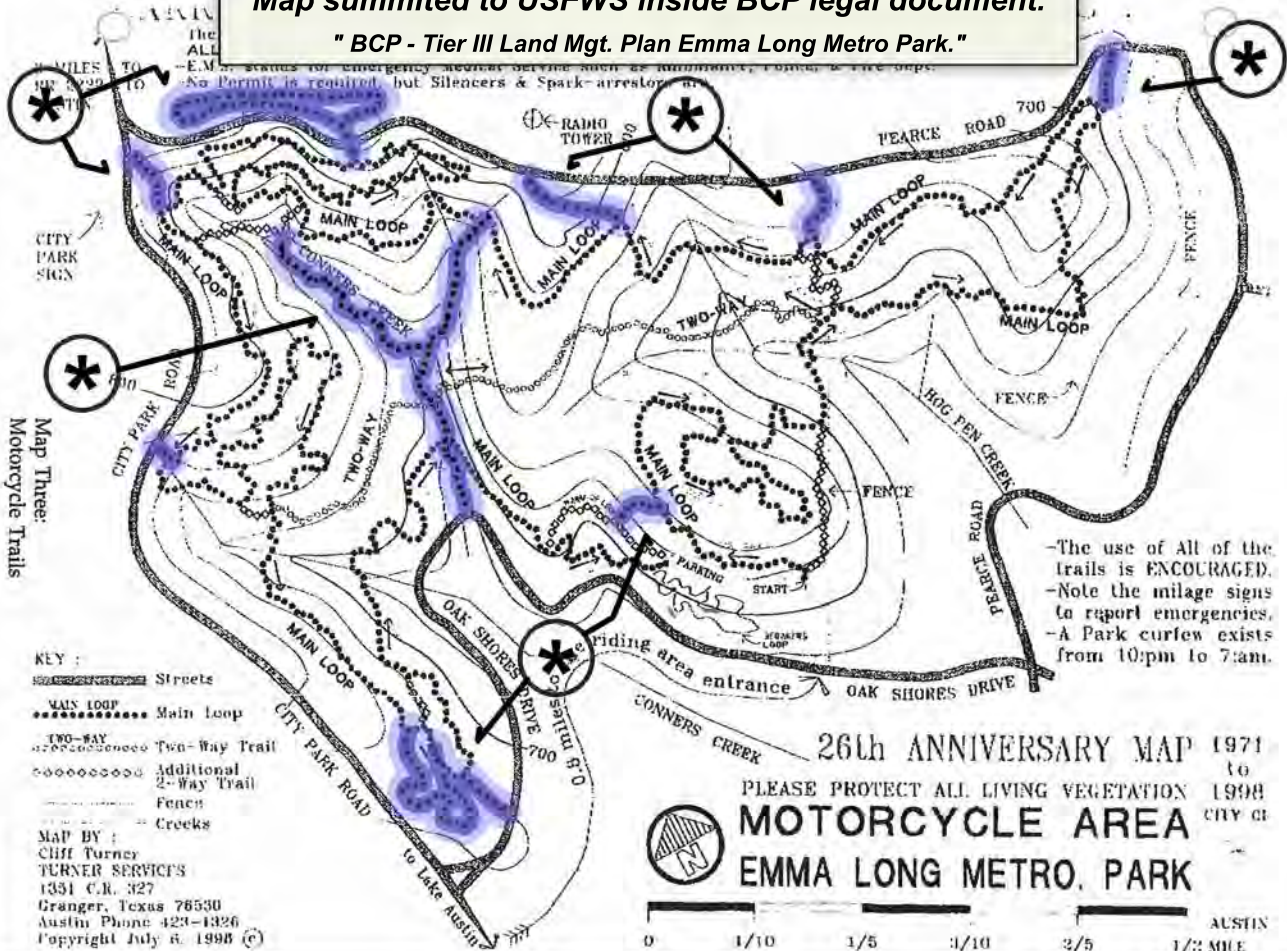 Map summited to USFWS inside BCP legal document.
" BCP - Tier III Land Mgt. Plan Emma Long Metro Park."
The
ALL
MILES TO
TO
-No Permit is required, but Silencers & Spark-arrestors are
RADIO
TOWER
700
PEARCE ROAD
MAIN LOOP
MAIN LOOP
MAIN LOOP
MAIN LOOP
CITY
PARK
SIGN
CONNERS CREEK
FENCE
TWO-WAY
MAIN LOOP
CITY PARK ROAD
FENCE
HOG PEN CREEK
Map Three:
Motorcycle Trails
TWO-WAY
MAIN LOOP
MAIN LOOP
FENCE
PEARCE ROAD
PARKING
START
-The use of All of the
trails is ENCOURAGED.
-Note the milage signs
to report emergencies.
-A Park curfew exists
from 10:pm to 7:am.
LOOP
MAIN LOOP
OAK SHORES DRIVE
riding area
entrance
OAK SHORES DRIVE
CONNERS CREEK
0.5 miles
700
CITY PARK ROAD
to Lake Austin
KEY :
Streets
MAIN LOOP
Main Loop
TWO-WAY
Two-Way Trail
Additional
2-Way Trail
Fence
Creeks
MAP BY :
Cliff Turner
TURNER SERVICES
1351 C.R. 327
Granger, Texas 76530
Austin Phone 423-1326
Copyright July 6, 1998 (c)
26th ANNIVERSARY MAP 1971
to
1998
PLEASE PROTECT ALL LIVING VEGETATION
MOTORCYCLE AREA
EMMA LONG METRO. PARK
N
AUSTIN
0 1/10 1/5 3/10 2/5 1/2 MILE